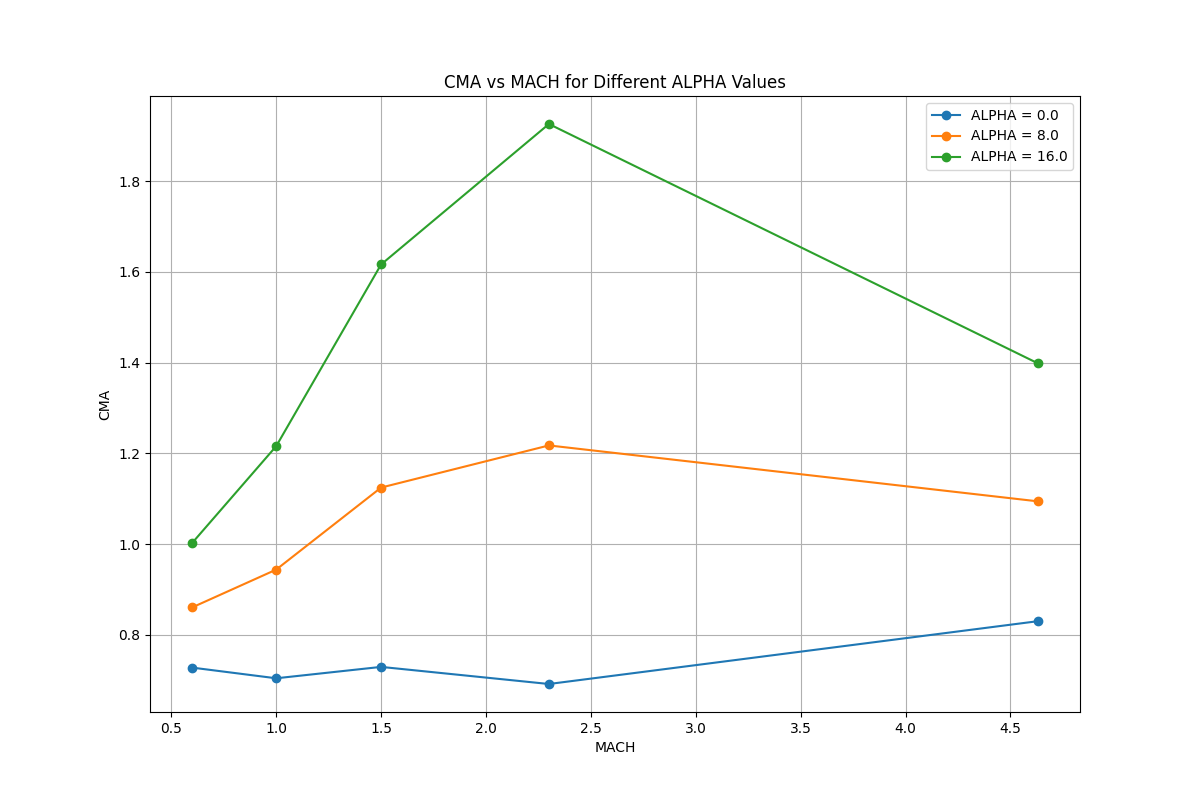 CMA vs MACH for Different ALPHA Values
ALPHA = 0.0
ALPHA = 8.0
ALPHA = 16.0
CMA
1.8
1.6
1.4
1.2
1.0
0.8
0.5 1.0 1.5 2.0 2.5 3.0 3.5 4.0 4.5
MACH